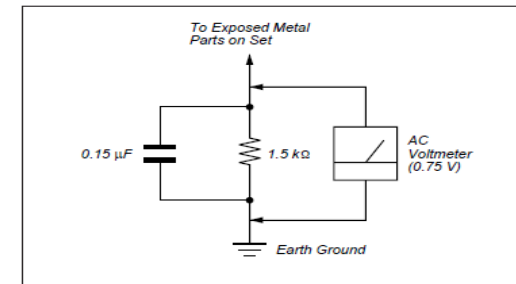 To Exposed Metal
Parts on Set
0.15 μF
1.5 kΩ
AC
Voltmeter
(0.75 V)
Earth Ground